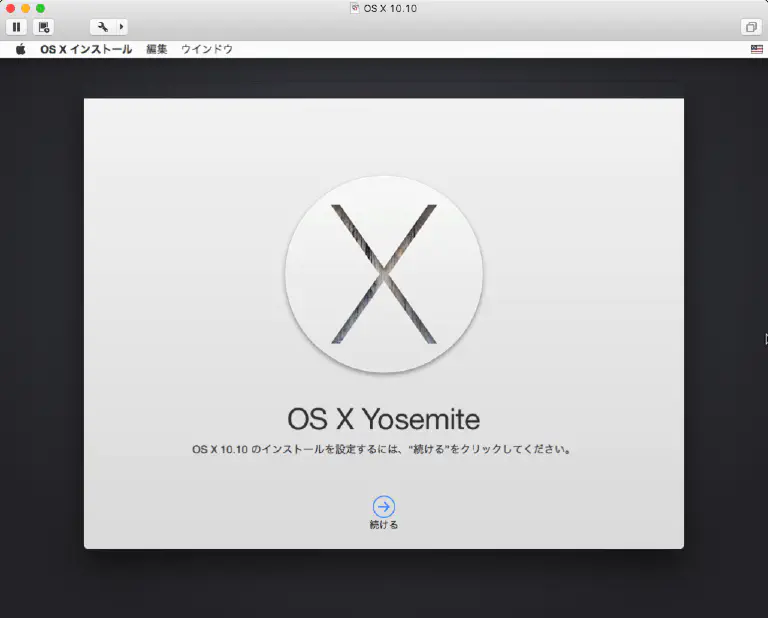 OS X 10.10
OS X インストール 編集 ウインドウ
OS X Yosemite
OS X 10.10 のインストールを設定するには、“続ける”をクリックしてください。
続ける